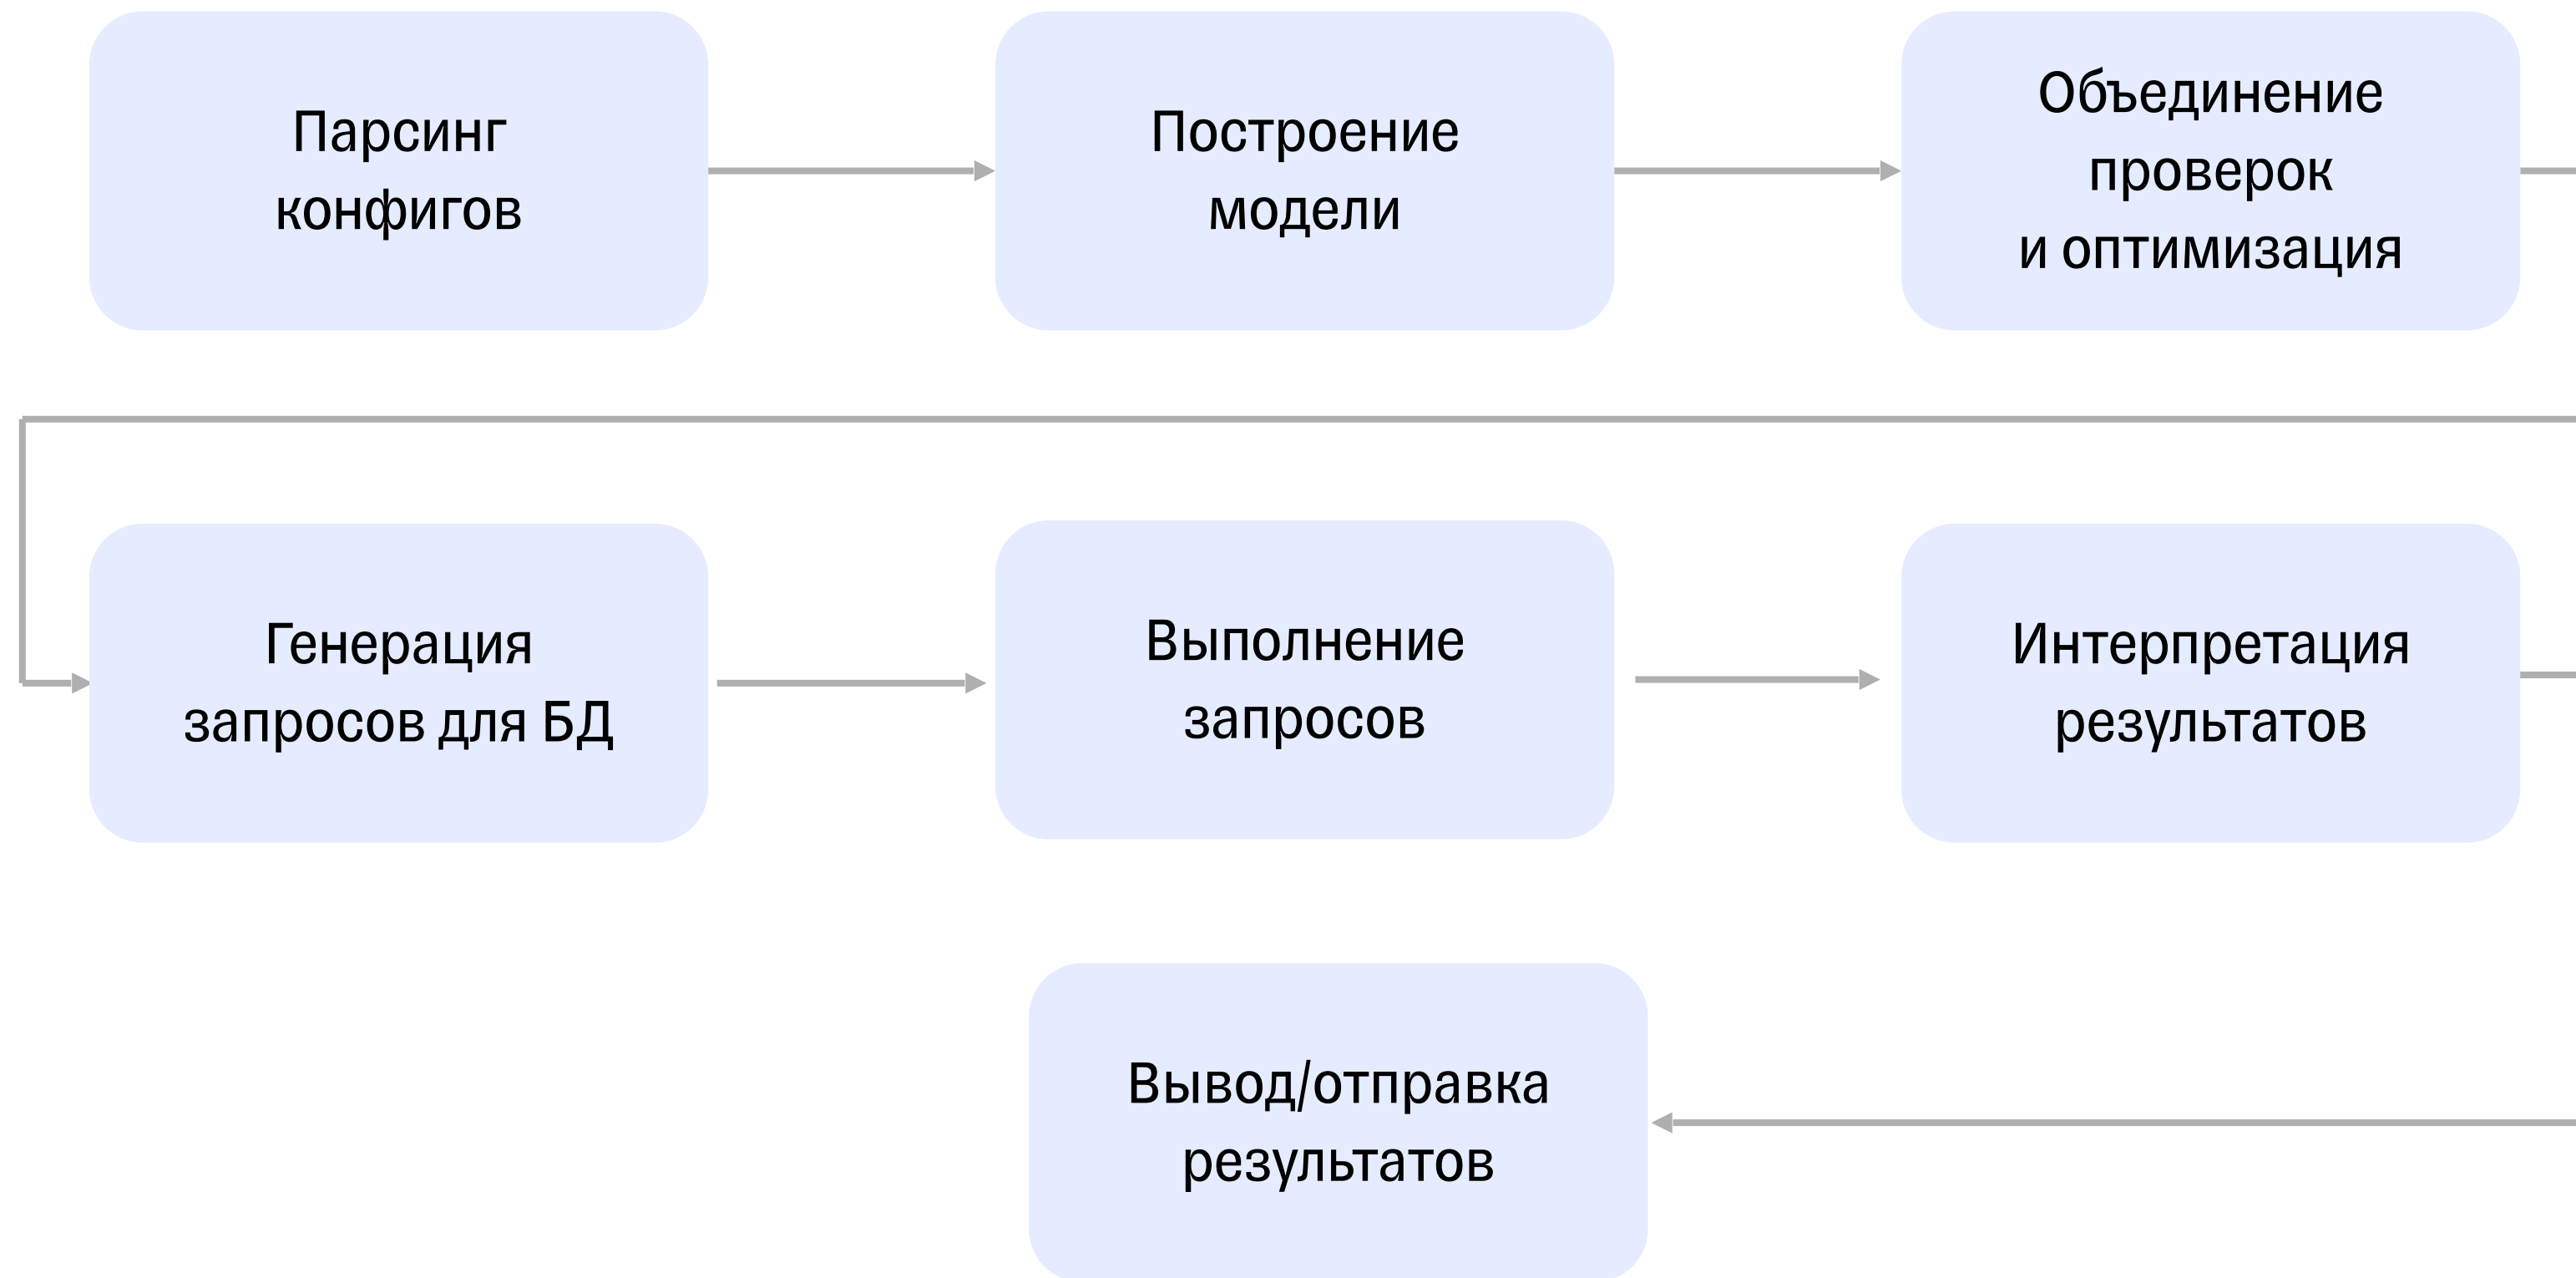 Парсинг
конфигов
Построение
модели
Объединение
проверок
и оптимизация
Генерация
запросов для БД
Выполнение
запросов
Интерпретация
результатов
Вывод/отправка
результатов